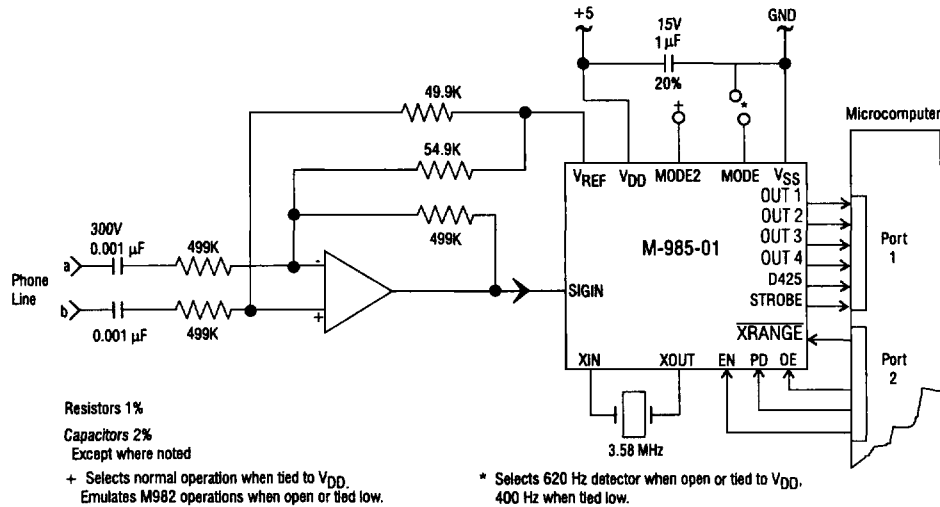 +5
GND
15V
1 µF
20%
49.9K
+
*
Microcomputer
54.9K
VREF VDD MODE2 MODE VSS
OUT 1
OUT 2
OUT 3
OUT 4
D425
STROBE
Port
1
499K
M-985-01
300V
0.001 µF
499K
a
-
Phone
Line
SIGIN
b
+
0.001 µF
499K
XRANGE
XIN XOUT EN PD OE
Port
2
3.58 MHz
Resistors 1%
Capacitors 2%
Except where noted
+ Selects normal operation when tied to VDD.
Emulates M982 operations when open or tied low.
* Selects 620 Hz detector when open or tied to VDD,
400 Hz when tied low.